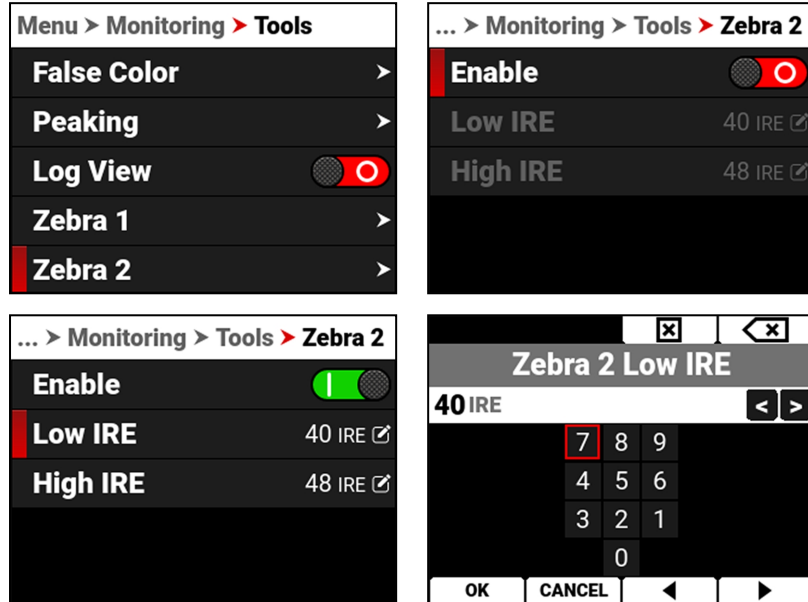 Menu > Monitoring > Tools
False Color >
Peaking >
Log View
Zebra 1 >
Zebra 2 >
... > Monitoring > Tools > Zebra 2
Enable
Low IRE 40 IRE
High IRE 48 IRE
... > Monitoring > Tools > Zebra 2
Enable
Low IRE 40 IRE
High IRE 48 IRE
Zebra 2 Low IRE
40 IRE < >
7 8 9
4 5 6
3 2 1
0
OK CANCEL